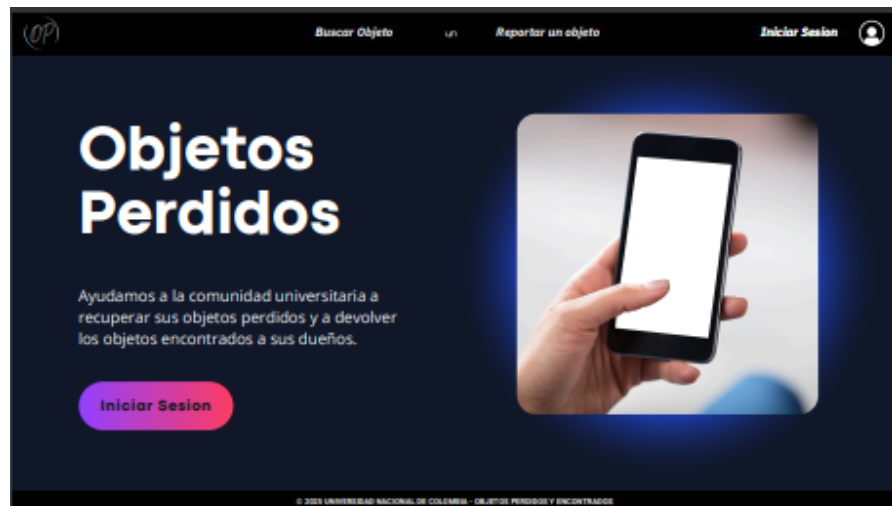 (OP)
Buscar Objeto
un
Reportar un objeto
Iniciar Sesion
Objetos
Perdidos
Ayudamos a la comunidad universitaria a
recuperar sus objetos perdidos y a devolver
los objetos encontrados a sus dueños.
Iniciar Sesion
© 2025 UNIVERSIDAD NACIONAL DE COLOMBIA - OBJETOS PERDIDOS Y ENCONTRADOS